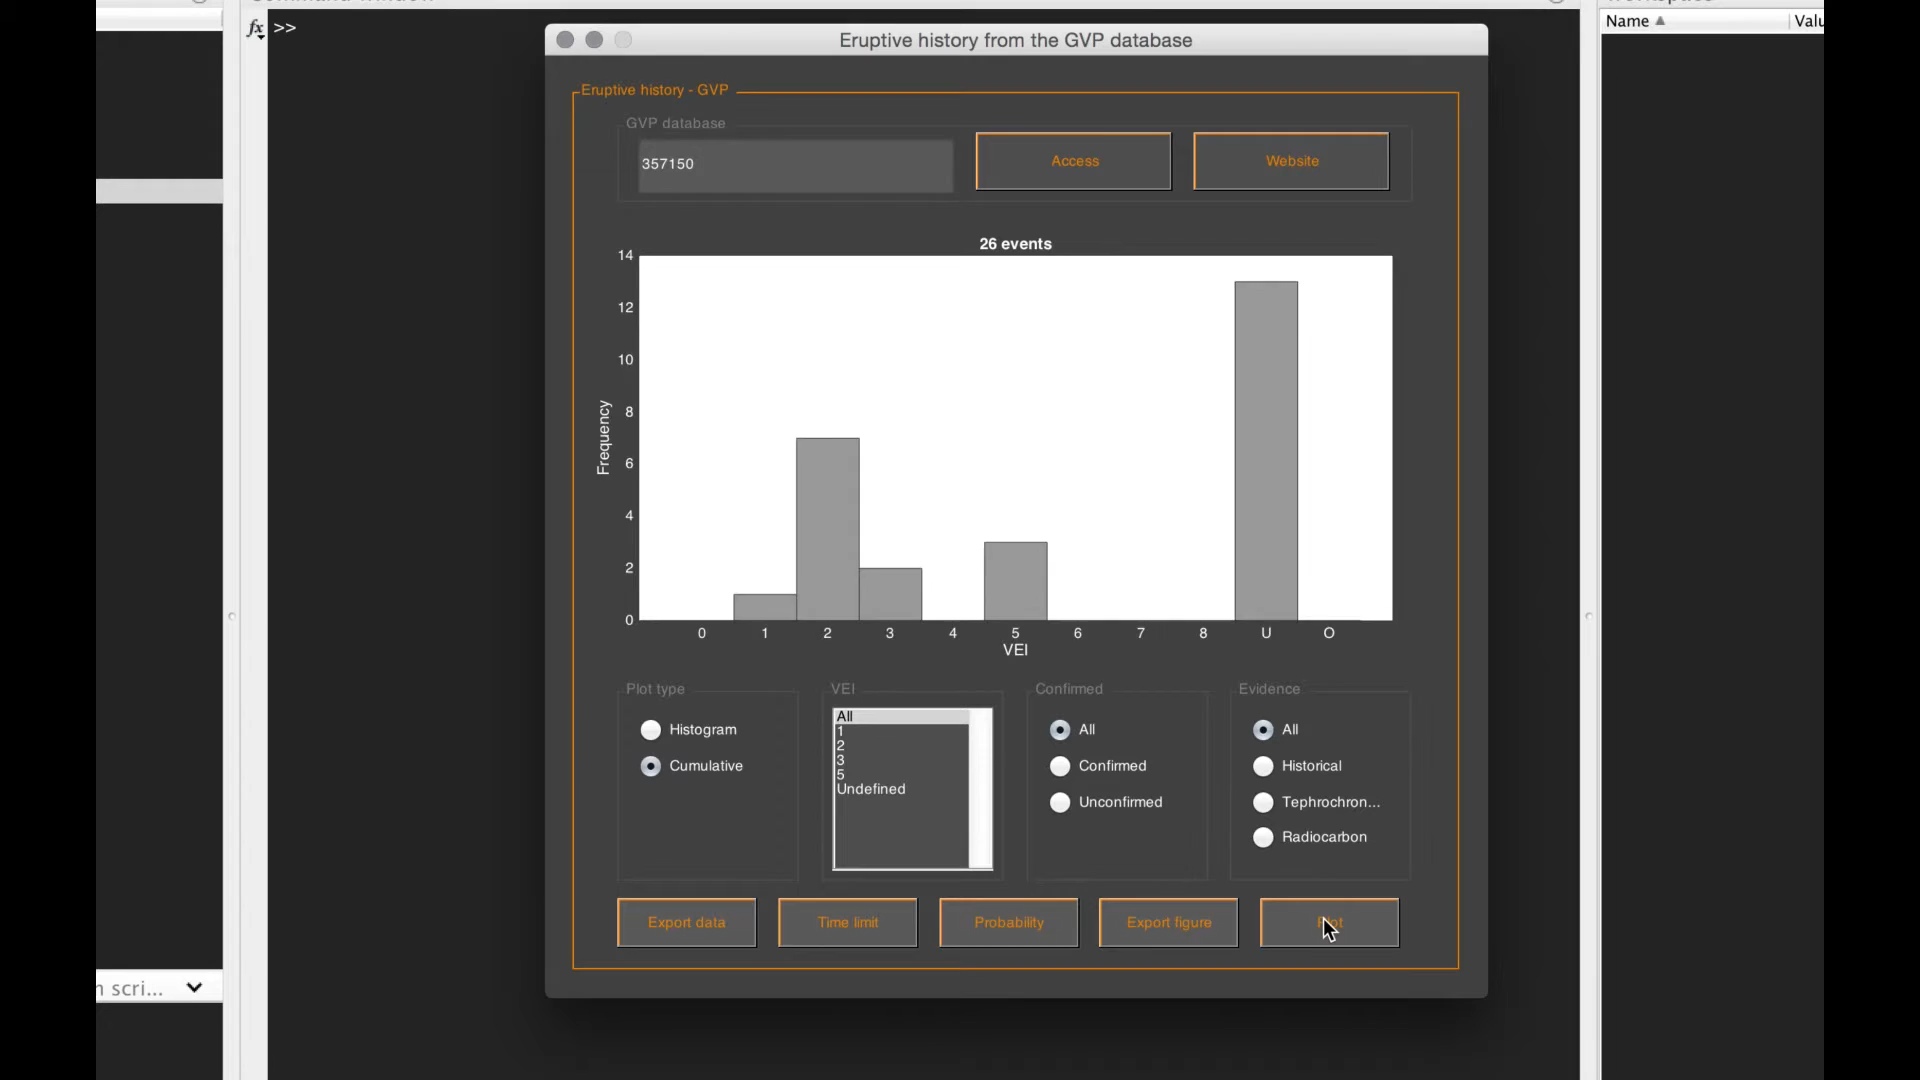 Name
Valu
fx >>
Eruptive history from the GVP database
Eruptive history - GVP
GVP database
357150
Access
Website
26 events
14
12
10
8
6
4
2
0
Frequency
0 1 2 3 4 5 6 7 8 U O
VEI
Plot type
Histogram
Cumulative
VEI
All
1
2
3
5
Undefined
Confirmed
All
Confirmed
Unconfirmed
Evidence
All
Historical
Tephrochron...
Radiocarbon
Export data
Time limit
Probability
Export figure
Plot
scri...